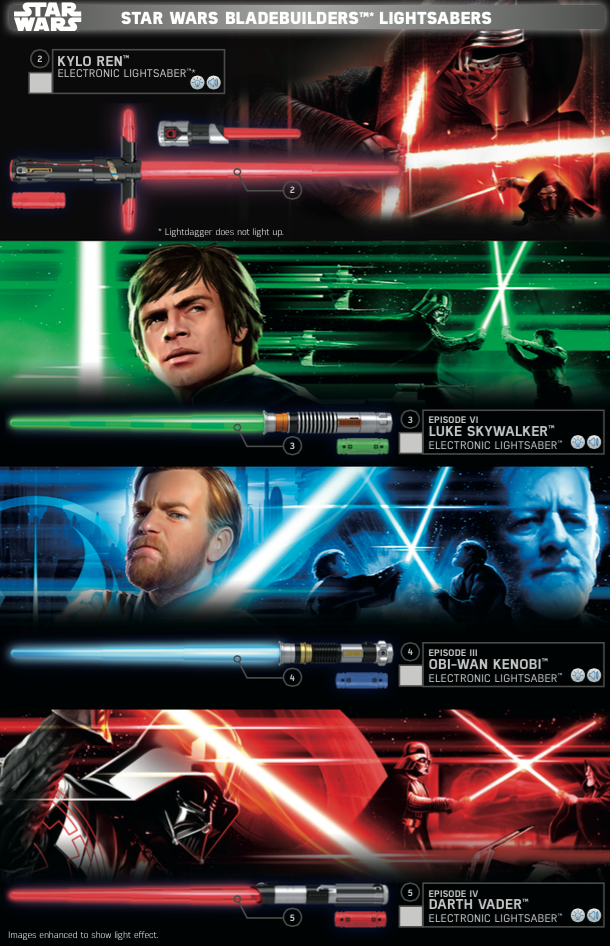 STAR WARS
STAR WARS BLADEBUILDERS™* LIGHTSABERS
2
KYLO REN™
ELECTRONIC LIGHTSABER™*
2
* Lightdagger does not light up.
3
EPISODE VI
LUKE SKYWALKER™
ELECTRONIC LIGHTSABER™
3
4
EPISODE III
OBI-WAN KENOBI™
ELECTRONIC LIGHTSABER™
4
5
EPISODE IV
DARTH VADER™
ELECTRONIC LIGHTSABER™
5
Images enhanced to show light effect.